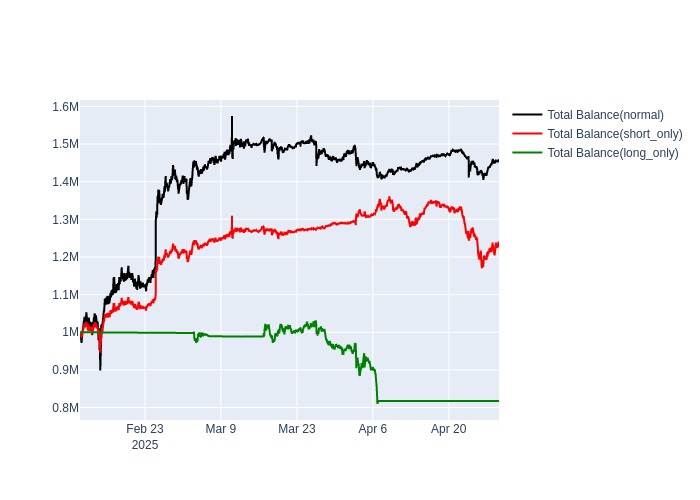 1.6M
1.5M
1.4M
1.3M
1.2M
1.1M
1M
0.9M
0.8M
Feb 23
2025
Mar 9
Mar 23
Apr 6
Apr 20
Total Balance(normal)
Total Balance(short_only)
Total Balance(long_only)